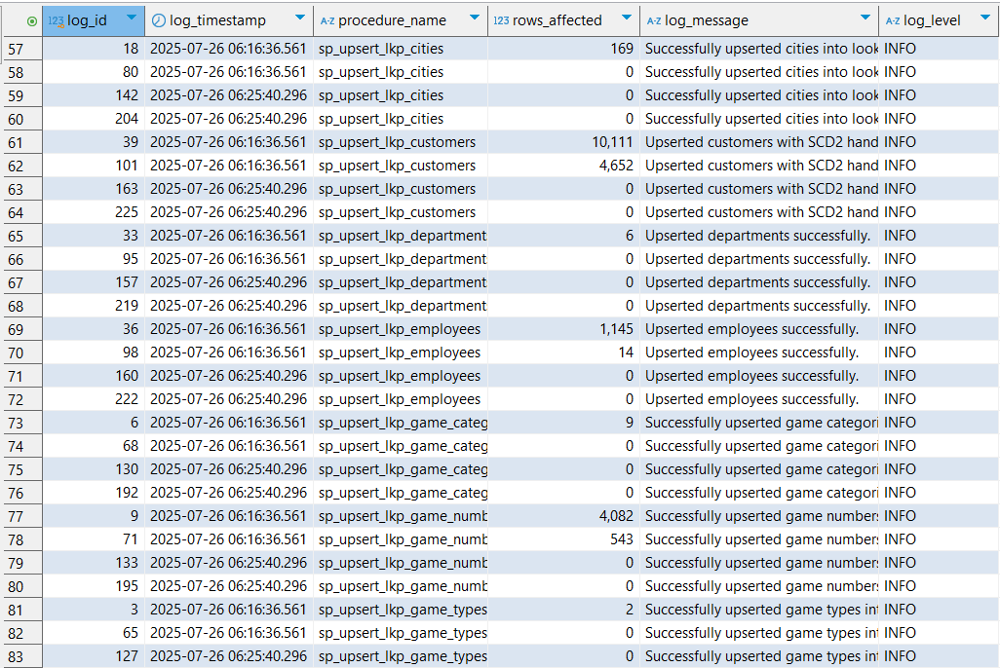 123 log_id log_timestamp A-Z procedure_name 123 rows_affected A-Z log_message A-Z log_level
57 18 2025-07-26 06:16:36.561 sp_upsert_lkp_cities 169 Successfully upserted cities into look INFO
58 80 2025-07-26 06:16:36.561 sp_upsert_lkp_cities 0 Successfully upserted cities into look INFO
59 142 2025-07-26 06:25:40.296 sp_upsert_lkp_cities 0 Successfully upserted cities into look INFO
60 204 2025-07-26 06:25:40.296 sp_upsert_lkp_cities 0 Successfully upserted cities into look INFO
61 39 2025-07-26 06:16:36.561 sp_upsert_lkp_customers 10,111 Upserted customers with SCD2 hand INFO
62 101 2025-07-26 06:16:36.561 sp_upsert_lkp_customers 4,652 Upserted customers with SCD2 hand INFO
63 163 2025-07-26 06:25:40.296 sp_upsert_lkp_customers 0 Upserted customers with SCD2 hand INFO
64 225 2025-07-26 06:25:40.296 sp_upsert_lkp_customers 0 Upserted customers with SCD2 hand INFO
65 33 2025-07-26 06:16:36.561 sp_upsert_lkp_department 6 Upserted departments successfully. INFO
66 95 2025-07-26 06:16:36.561 sp_upsert_lkp_department 0 Upserted departments successfully. INFO
67 157 2025-07-26 06:25:40.296 sp_upsert_lkp_department 0 Upserted departments successfully. INFO
68 219 2025-07-26 06:25:40.296 sp_upsert_lkp_department 0 Upserted departments successfully. INFO
69 36 2025-07-26 06:16:36.561 sp_upsert_lkp_employees 1,145 Upserted employees successfully. INFO
70 98 2025-07-26 06:16:36.561 sp_upsert_lkp_employees 14 Upserted employees successfully. INFO
71 160 2025-07-26 06:25:40.296 sp_upsert_lkp_employees 0 Upserted employees successfully. INFO
72 222 2025-07-26 06:25:40.296 sp_upsert_lkp_employees 0 Upserted employees successfully. INFO
73 6 2025-07-26 06:16:36.561 sp_upsert_lkp_game_categ 9 Successfully upserted game categori INFO
74 68 2025-07-26 06:16:36.561 sp_upsert_lkp_game_categ 0 Successfully upserted game categori INFO
75 130 2025-07-26 06:25:40.296 sp_upsert_lkp_game_categ 0 Successfully upserted game categori INFO
76 192 2025-07-26 06:25:40.296 sp_upsert_lkp_game_categ 0 Successfully upserted game categori INFO
77 9 2025-07-26 06:16:36.561 sp_upsert_lkp_game_numb 4,082 Successfully upserted game numbers INFO
78 71 2025-07-26 06:16:36.561 sp_upsert_lkp_game_numb 543 Successfully upserted game numbers INFO
79 133 2025-07-26 06:25:40.296 sp_upsert_lkp_game_numb 0 Successfully upserted game numbers INFO
80 195 2025-07-26 06:25:40.296 sp_upsert_lkp_game_numb 0 Successfully upserted game numbers INFO
81 3 2025-07-26 06:16:36.561 sp_upsert_lkp_game_types 2 Successfully upserted game types int INFO
82 65 2025-07-26 06:16:36.561 sp_upsert_lkp_game_types 0 Successfully upserted game types int INFO
83 127 2025-07-26 06:25:40.296 sp_upsert_lkp_game_types 0 Successfully upserted game types int INFO